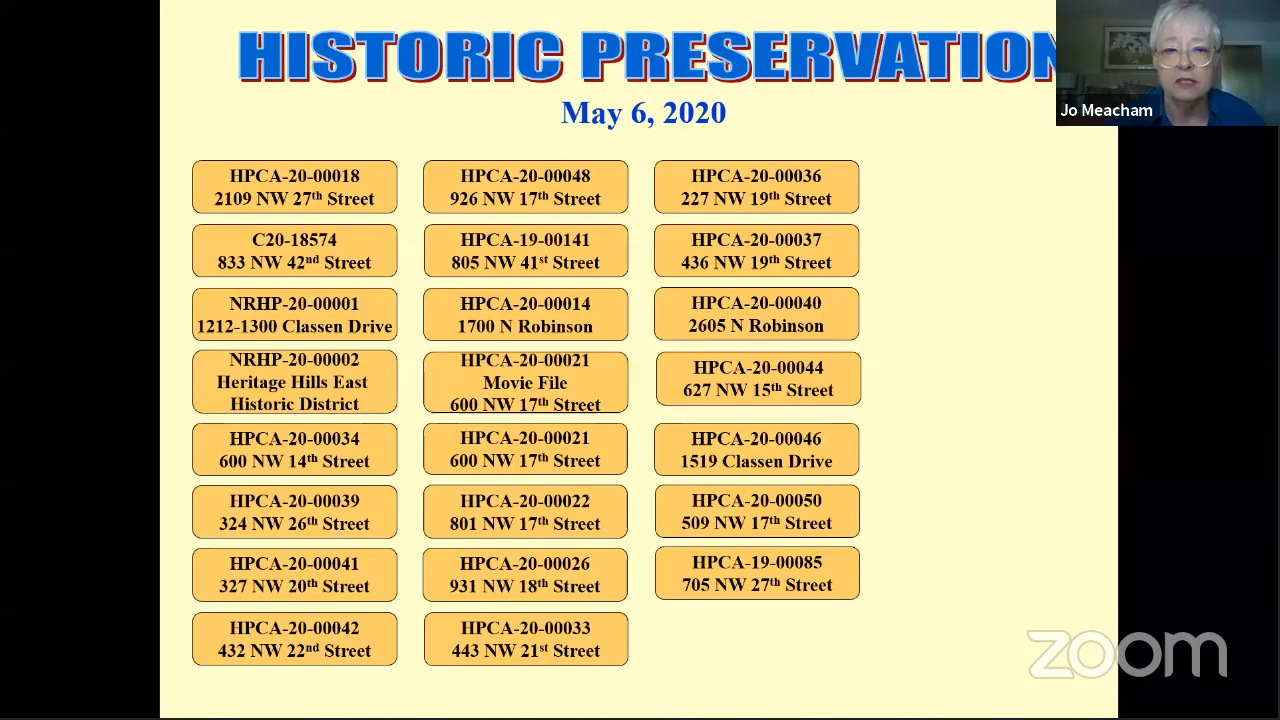 HISTORIC PRESERVATION
May 6, 2020
Jo Meacham
HPCA-20-00018
2109 NW 27th Street
C20-18574
833 NW 42nd Street
NRHP-20-00001
1212-1300 Classen Drive
NRHP-20-00002
Heritage Hills East
Historic District
HPCA-20-00034
600 NW 14th Street
HPCA-20-00039
324 NW 26th Street
HPCA-20-00041
327 NW 20th Street
HPCA-20-00042
432 NW 22nd Street
HPCA-20-00048
926 NW 17th Street
HPCA-19-00141
805 NW 41st Street
HPCA-20-00014
1700 N Robinson
HPCA-20-00021
Movie File
600 NW 17th Street
HPCA-20-00021
600 NW 17th Street
HPCA-20-00022
801 NW 17th Street
HPCA-20-00026
931 NW 18th Street
HPCA-20-00033
443 NW 21st Street
HPCA-20-00036
227 NW 19th Street
HPCA-20-00037
436 NW 19th Street
HPCA-20-00040
2605 N Robinson
HPCA-20-00044
627 NW 15th Street
HPCA-20-00046
1519 Classen Drive
HPCA-20-00050
509 NW 17th Street
HPCA-19-00085
705 NW 27th Street
zoom